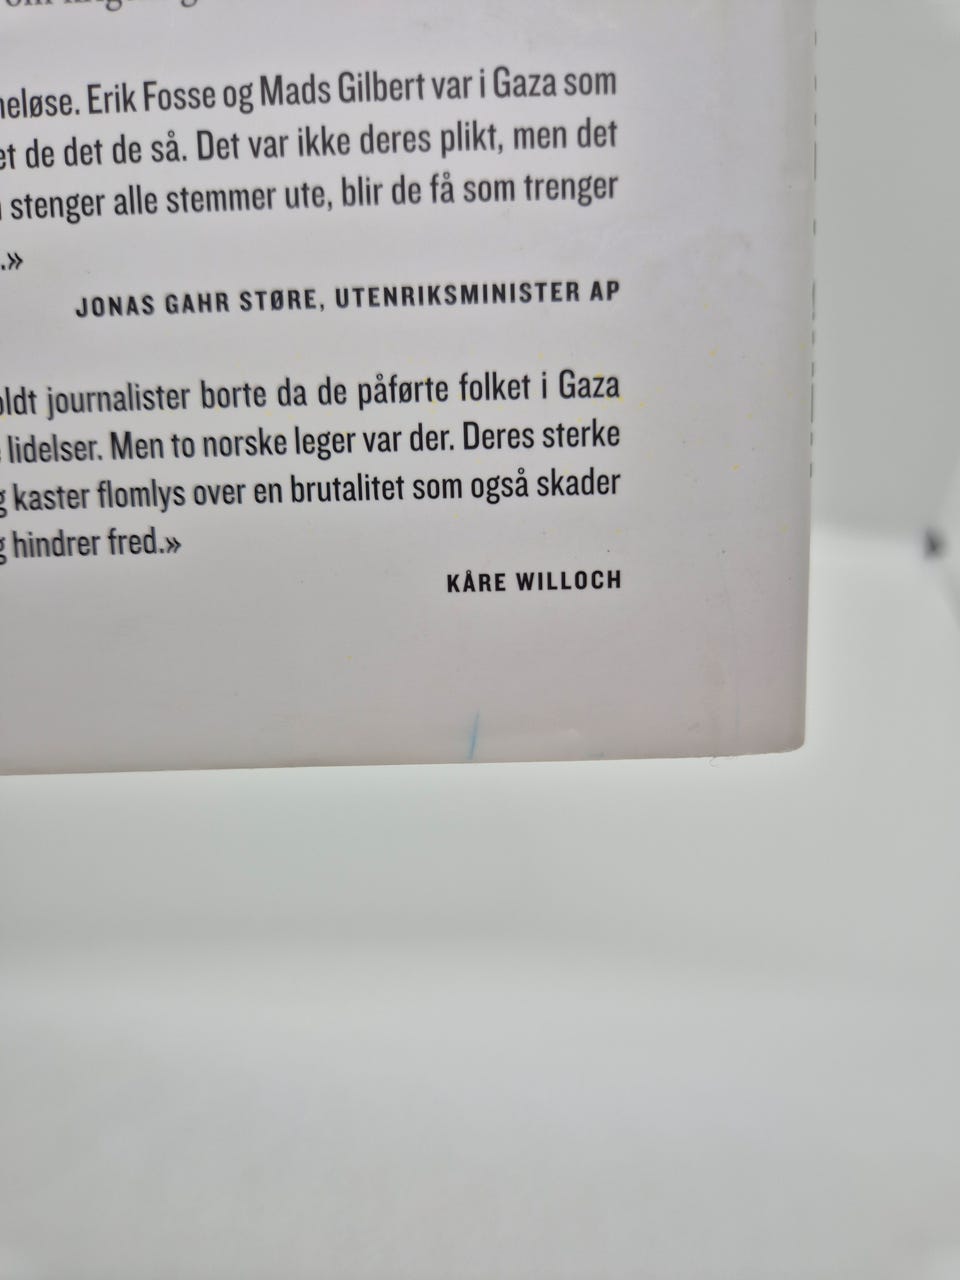 Erik Fosse og Mads Gilbert var i Gaza som
de det de så. Det var ikke deres plikt, men det
stenger alle stemmer ute, blir de få som trenger
.»
JONAS GAHR STØRE, UTENRIKSMINISTER AP
journalister borte da de påførte folket i Gaza
lidelser. Men to norske leger var der. Deres sterke
kaster flomlys over en brutalitet som også skader
hindrer fred.»
KÅRE WILLOCH